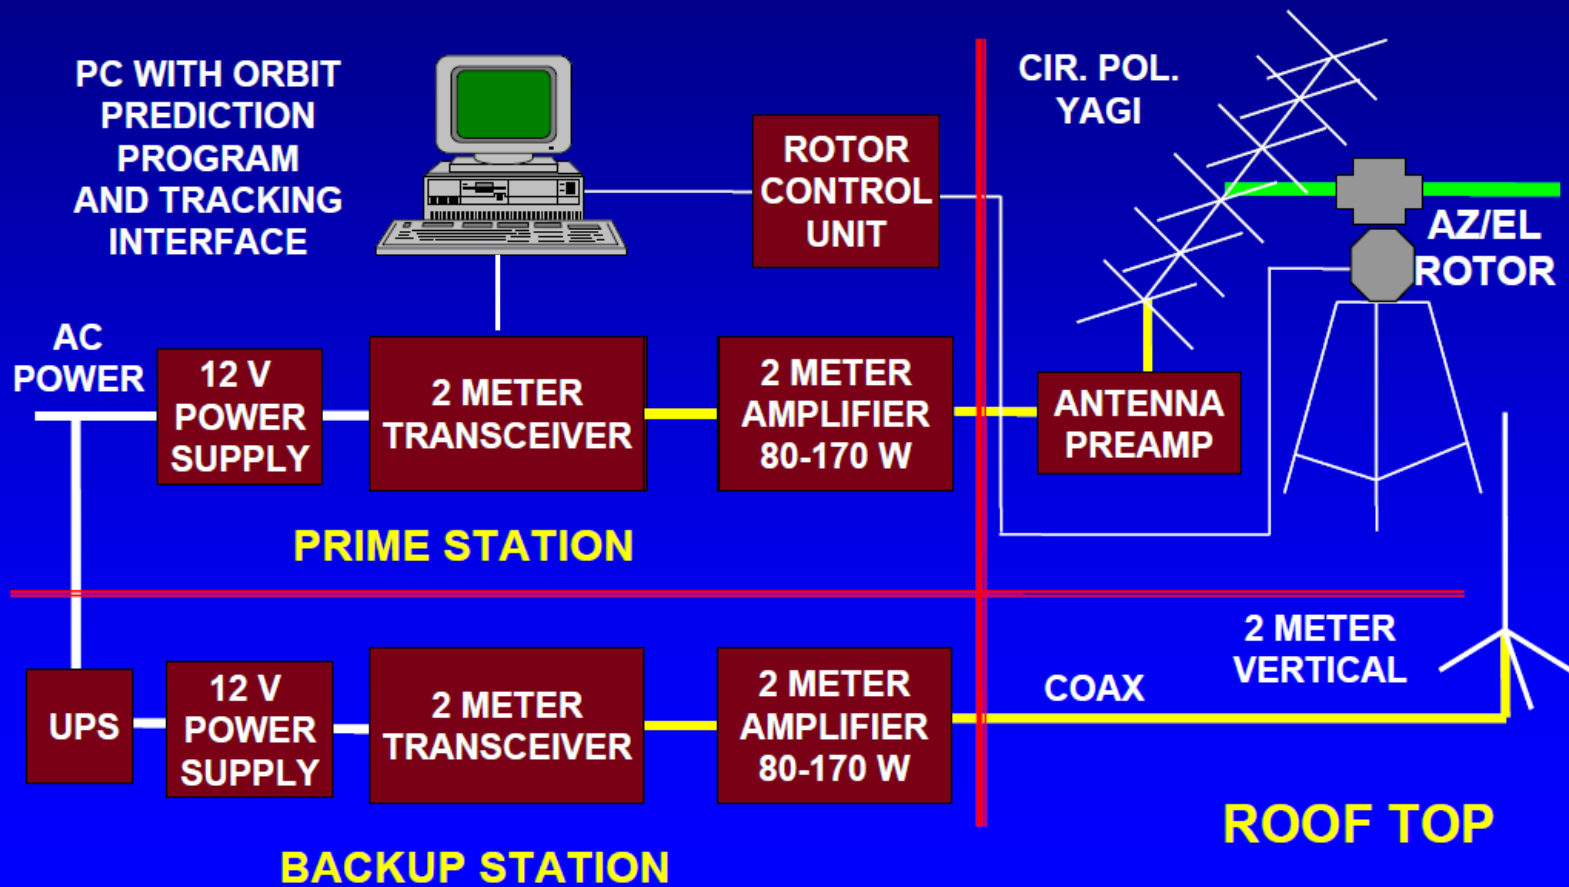 PC WITH ORBIT
PREDICTION
PROGRAM
AND TRACKING
INTERFACE
ROTOR
CONTROL
UNIT
CIR. POL.
YAGI
AZ/EL
ROTOR
AC
POWER
12 V
POWER
SUPPLY
2 METER
TRANSCEIVER
2 METER
AMPLIFIER
80-170 W
ANTENNA
PREAMP
PRIME STATION
UPS
12 V
POWER
SUPPLY
2 METER
TRANSCEIVER
2 METER
AMPLIFIER
80-170 W
COAX
2 METER
VERTICAL
ROOF TOP
BACKUP STATION